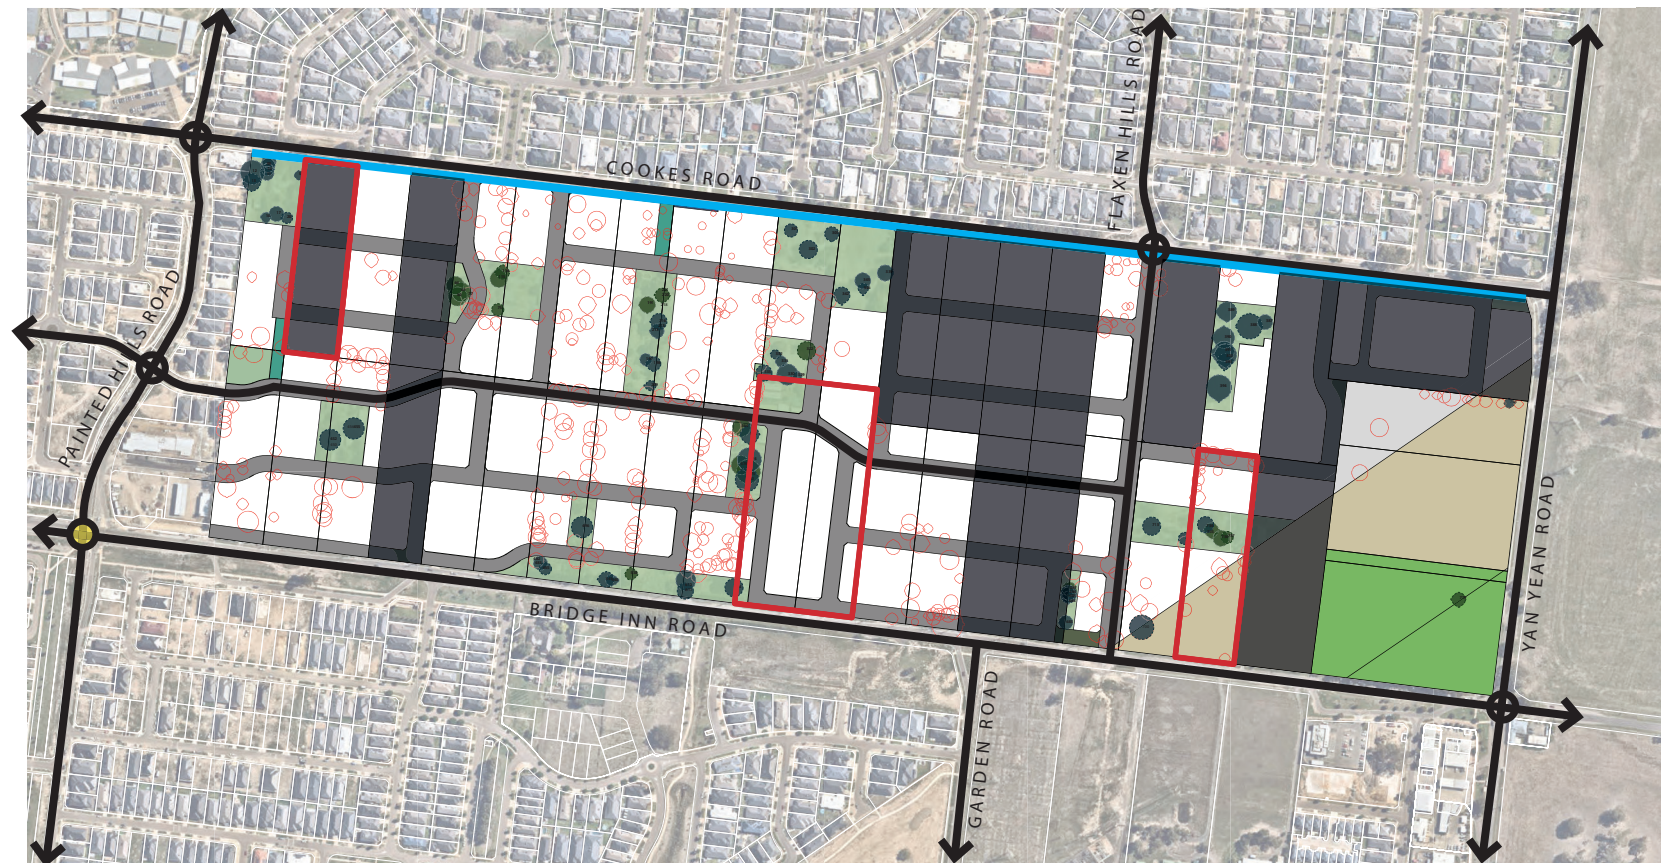 FLAXEN HILLS ROAD
COOKES ROAD
PAINTED HILLS ROAD
BRIDGE INN ROAD
YAN YEAN ROAD
GARDEN ROAD